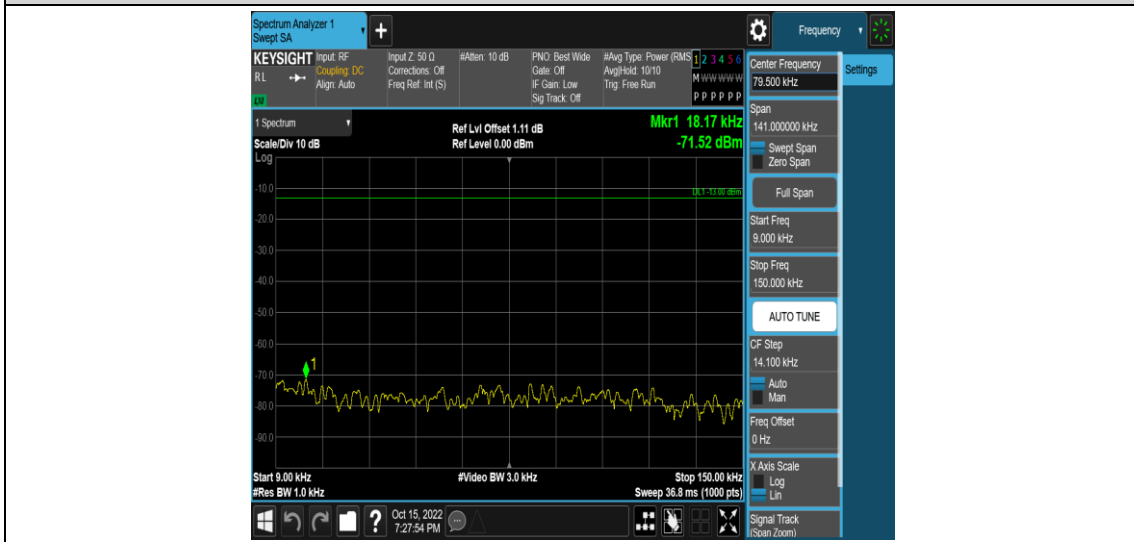 Spectrum Analyzer 1
Swept SA
Frequency
KEYSIGHT
RL
LXI
Input: RF
Coupling: DC
Align: Auto
Input Z: 50 Ω
Corrections: Off
Freq Ref: Int (S)
#Atten: 10 dB
PNO: Best Wide
Gate: Off
IF Gain: Low
Sig Track: Off
#Avg Type: Power (RMS
Avg|Hold: 10/10
Trig: Free Run
1 2 3 4 5 6
M W W W W W
P P P P P P
1 Spectrum
Scale/Div 10 dB
Log
Ref Lvl Offset 1.11 dB
Ref Level 0.00 dBm
Mkr1 18.17 kHz
-71.52 dBm
DL1 -13.00 dBm
-10.0
-20.0
-30.0
-40.0
-50.0
-60.0
-70.0
-80.0
-90.0
1
Start 9.00 kHz
#Res BW 1.0 kHz
#Video BW 3.0 kHz
Stop 150.00 kHz
Sweep 36.8 ms (1000 pts)
Center Frequency
79.500 kHz
Settings
Span
141.000000 kHz
Swept Span
Zero Span
Full Span
Start Freq
9.000 kHz
Stop Freq
150.000 kHz
AUTO TUNE
CF Step
14.100 kHz
Auto
Man
Freq Offset
0 Hz
X Axis Scale
Log
Lin
Signal Track
(Span Zoom)
?
Oct 15, 2022
7:27:54 PM